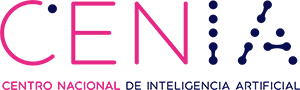 CENIA
CENTRO NACIONAL DE INTELIGENCIA ARTIFICIAL